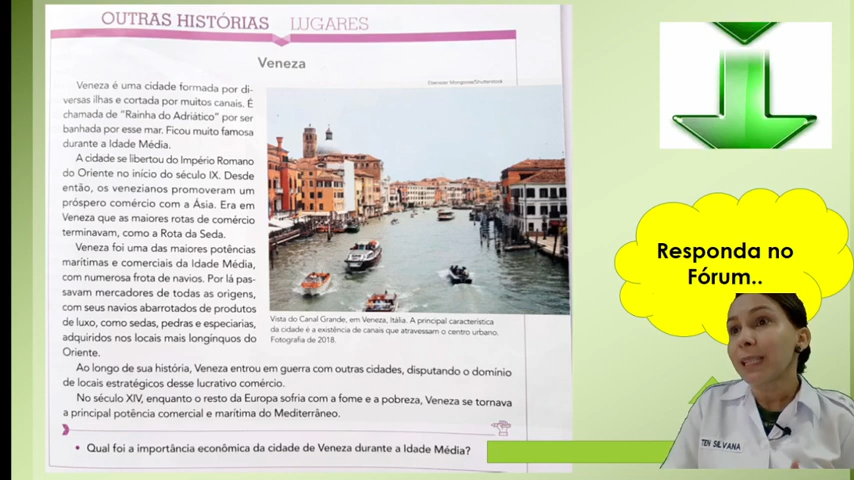 OUTRAS HISTÓRIAS LUGARES
Veneza
Veneza é uma cidade formada por di-
versas ilhas e cortada por muitos canais. É
chamada de "Rainha do Adriático" por ser
banhada por esse mar. Ficou muito famosa
durante a Idade Média.
A cidade se libertou do Império Romano
do Oriente no início do século IX. Desde
então, os venezianos promoveram um
próspero comércio com a Ásia. Era em
Veneza que as maiores rotas de comércio
terminavam, como a Rota da Seda.
Veneza foi uma das maiores potências
marítimas e comerciais da Idade Média,
com numerosa frota de navios. Por lá pas-
savam mercadores de todas as origens,
com seus navios abarrotados de produtos
de luxo, como sedas, pedras e especiarias,
adquiridos nos locais mais longínquos do
Oriente.
Ao longo de sua história, Veneza entrou em guerra com outras cidades, disputando o domínio
de locais estratégicos desse lucrativo comércio.
No século XIV, enquanto o resto da Europa sofria com a fome e a pobreza, Veneza se tornava
a principal potência comercial e marítima do Mediterrâneo.
• Qual foi a importância econômica da cidade de Veneza durante a Idade Média?
Vista do Canal Grande, em Veneza, Itália. A principal característica
da cidade é a existência de canais que atravessam o centro urbano.
Fotografia de 2018.
Responda no
Fórum..
TEN SILVANA